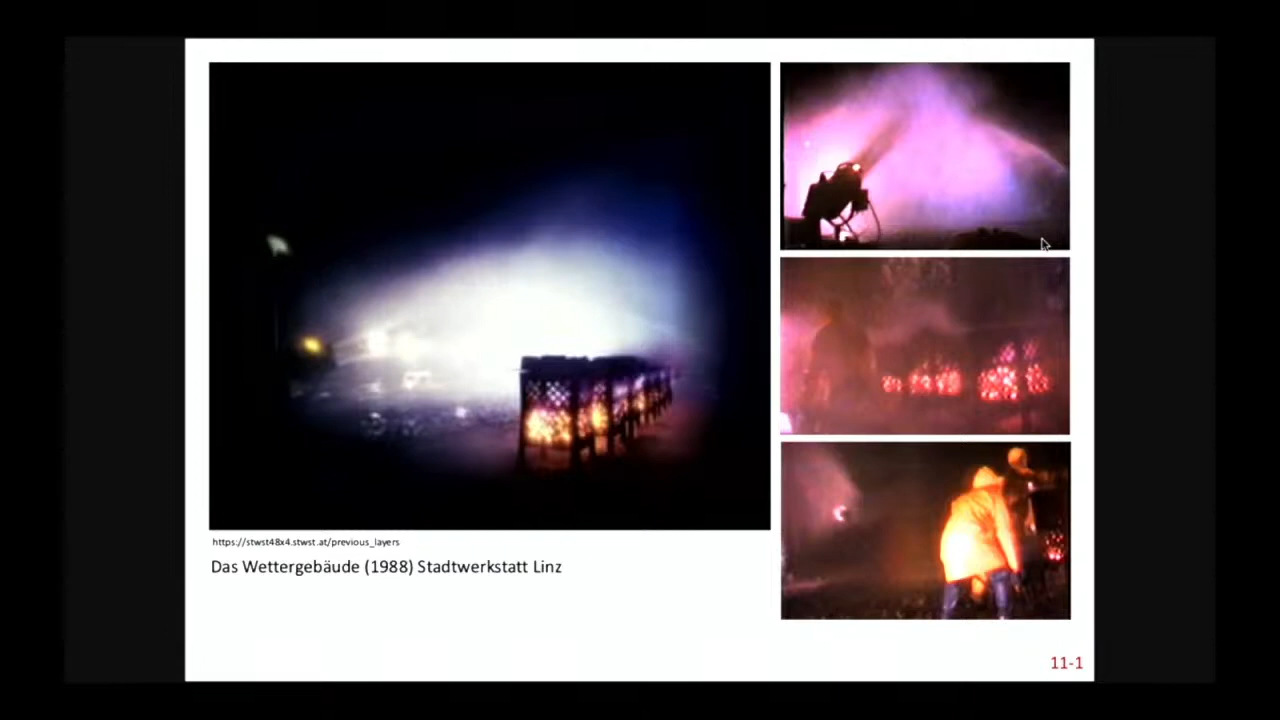 https://stwst48x4.stwst.at/previous_layers
Das Wettergebäude (1988) Stadtwerkstatt Linz
11-1